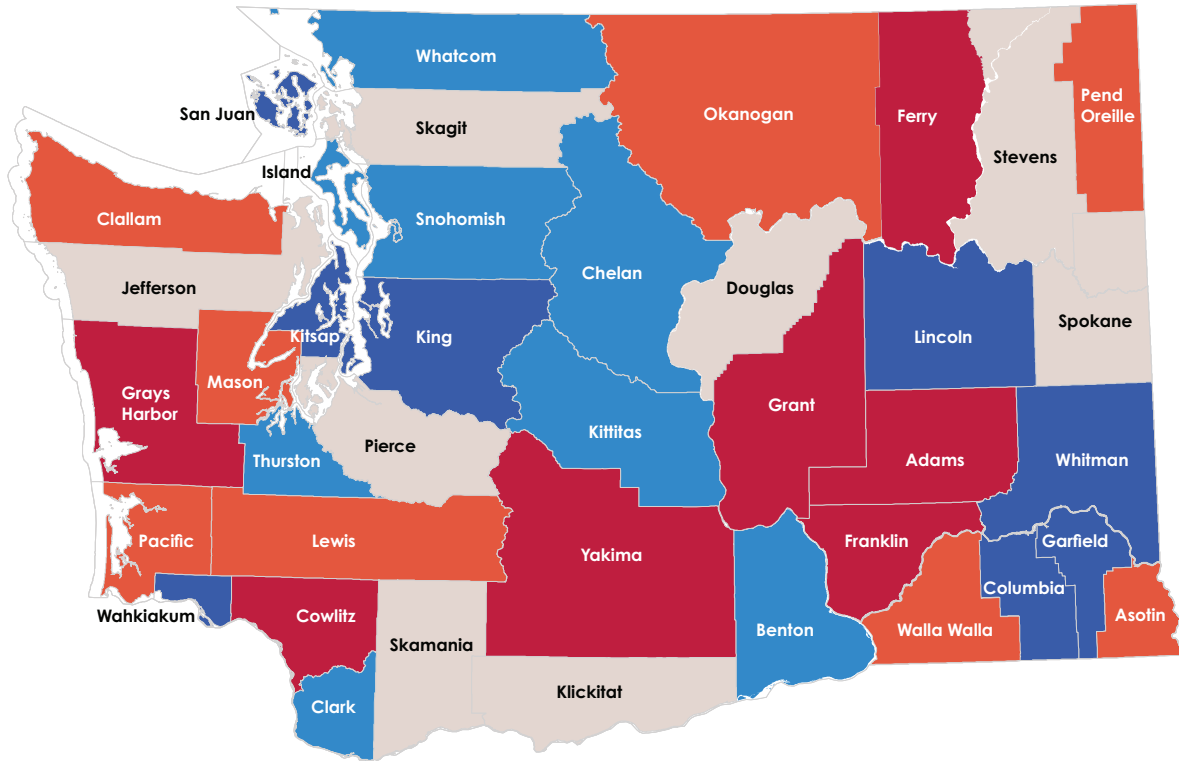 Whatcom
Okanogan
Ferry
Pend
Oreille
San Juan
Skagit
Stevens
Island
Clallam
Snohomish
Chelan
Jefferson
Douglas
Spokane
Kitsap
King
Lincoln
Mason
Grays
Harbor
Grant
Kittitas
Pierce
Thurston
Adams
Whitman
Pacific
Lewis
Yakima
Franklin
Garfield
Columbia
Wahkiakum
Cowlitz
Asotin
Skamania
Benton
Walla Walla
Klickitat
Clark